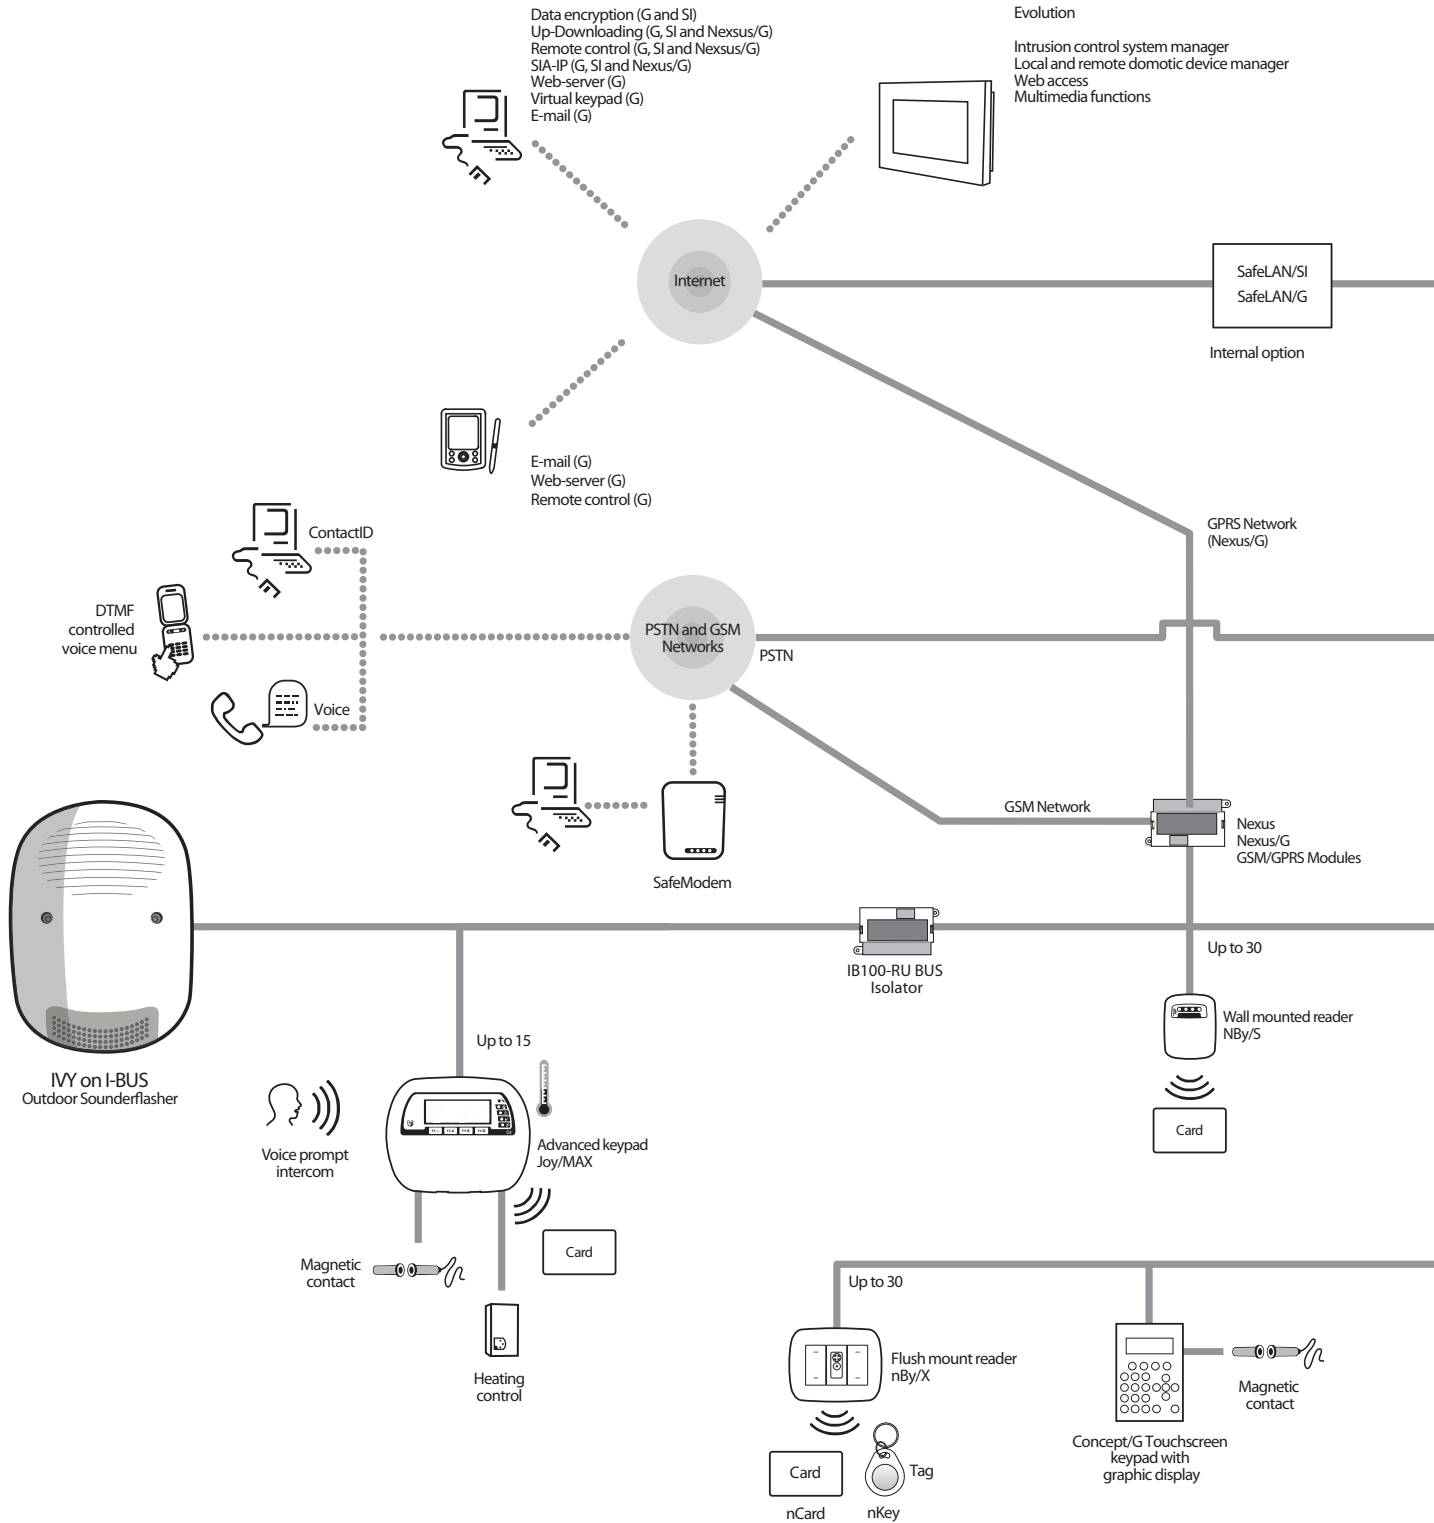 Data encryption (G and SI)
Up-Downloading (G, SI and Nexsus/G)
Remote control (G, SI and Nexsus/G)
SIA-IP (G, SI and Nexus/G)
Web-server (G)
Virtual keypad (G)
E-mail (G)
Evolution
Intrusion control system manager
Local and remote domotic device manager
Web access
Multimedia functions
Internet
SafeLAN/SI
SafeLAN/G
Internal option
E-mail (G)
Web-server (G)
Remote control (G)
GPRS Network
(Nexus/G)
ContactID
DTMF
controlled
voice menu
Voice
PSTN and GSM
Networks
PSTN
GSM Network
Nexus
Nexus/G
GSM/GPRS Modules
SafeModem
IB100-RU BUS
Isolator
Up to 30
Wall mounted reader
NBy/S
Card
IVY on I-BUS
Outdoor Sounderflasher
Up to 15
Voice prompt
intercom
Advanced keypad
Joy/MAX
Card
Magnetic
contact
Heating
control
Up to 30
Flush mount reader
nBy/X
Card
nCard
Tag
nKey
Concept/G Touchscreen
keypad with
graphic display
Magnetic
contact